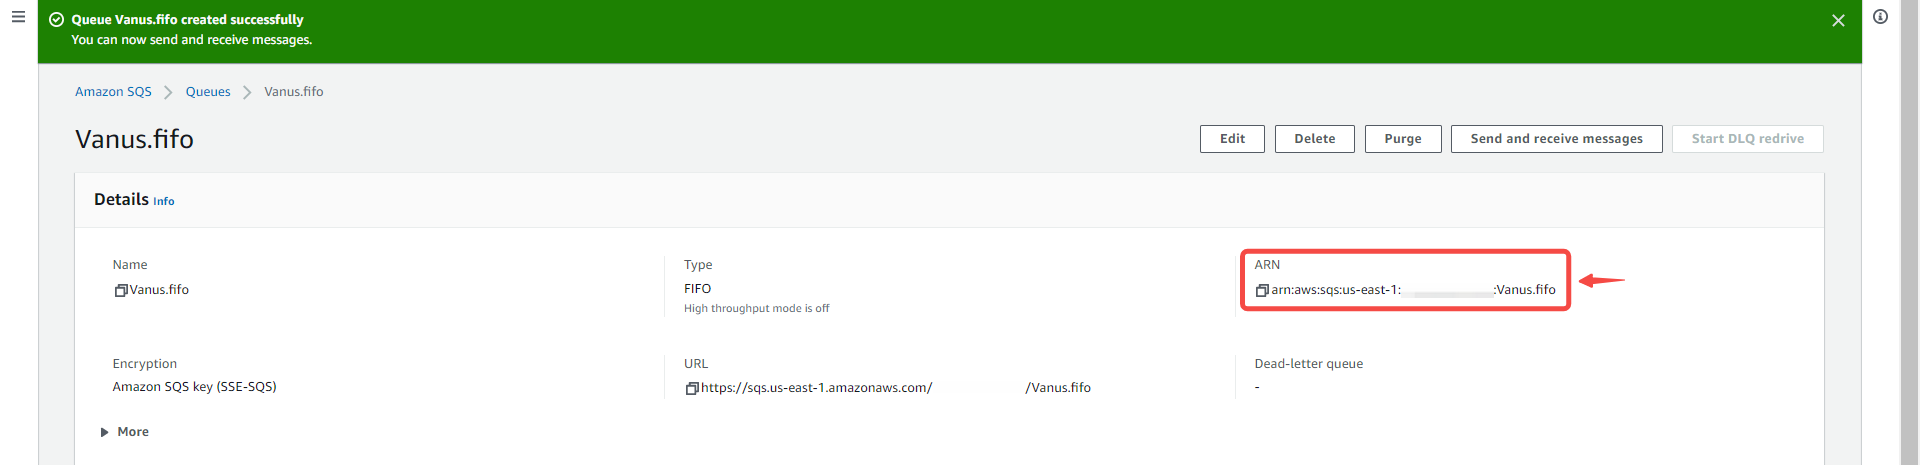 Queue Vanus.fifo created successfully
You can now send and receive messages.
Amazon SQS > Queues > Vanus.fifo
Vanus.fifo
Edit Delete Purge Send and receive messages Start DLQ redrive
Details Info
Name
Vanus.fifo
Type
FIFO
High throughput mode is off
ARN
arn:aws:sqs:us-east-1: :Vanus.fifo
Encryption
Amazon SQS key (SSE-SQS)
URL
https://sqs.us-east-1.amazonaws.com/ /Vanus.fifo
Dead-letter queue
-
More